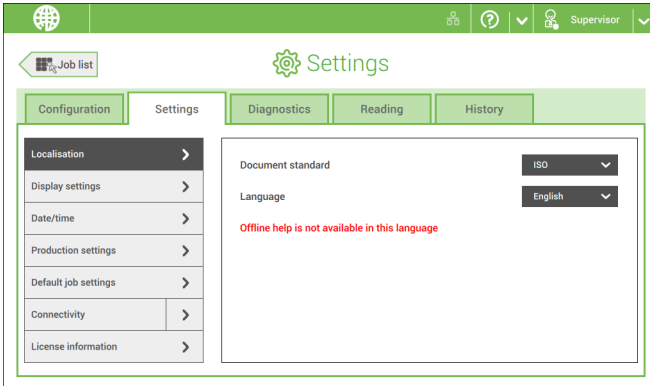 Supervisor
Job list
Settings
Configuration
Settings
Diagnostics
Reading
History
Localisation
Display settings
Date/time
Production settings
Default job settings
Connectivity
License information
Document standard
ISO
Language
English
Offline help is not available in this language